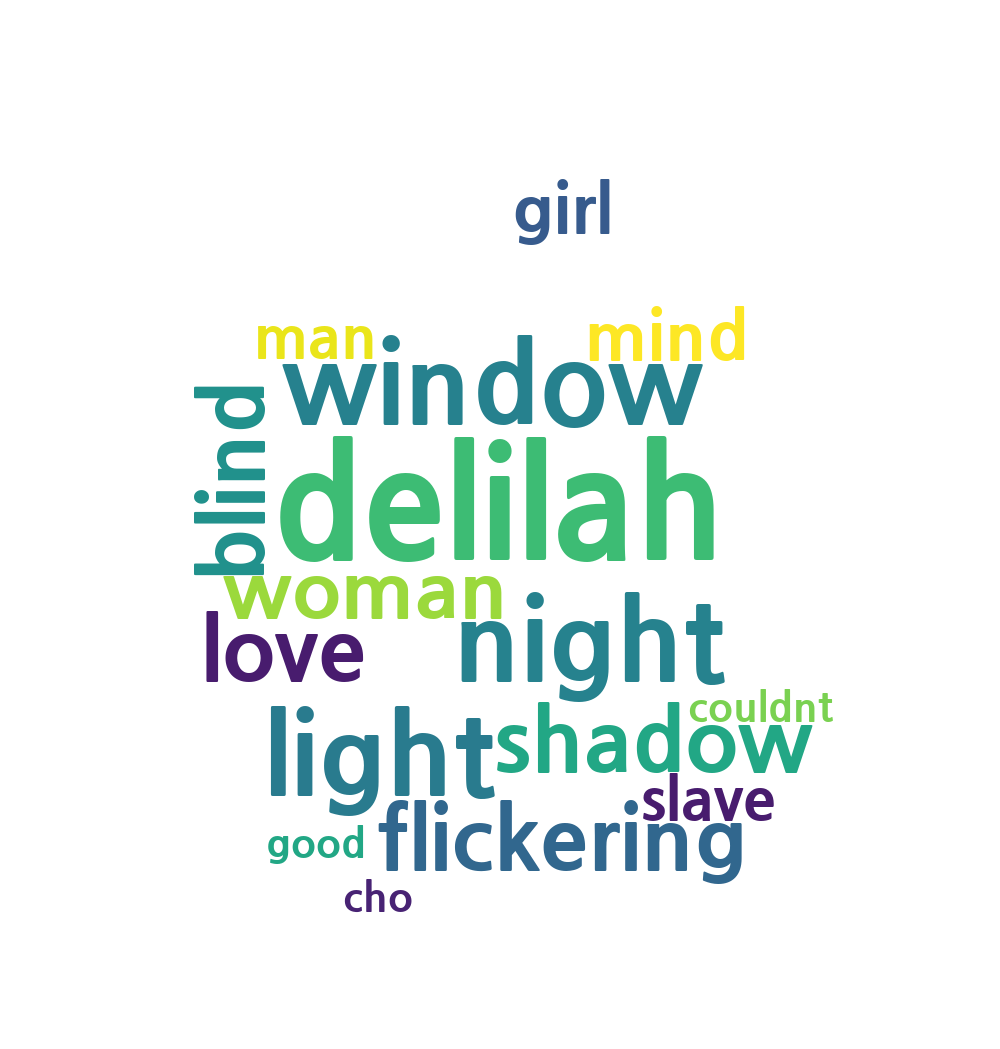 girl
man
mind
window
blind
delilah
woman
love
night
light
shadow
couldnt
slave
flickering
good
cho